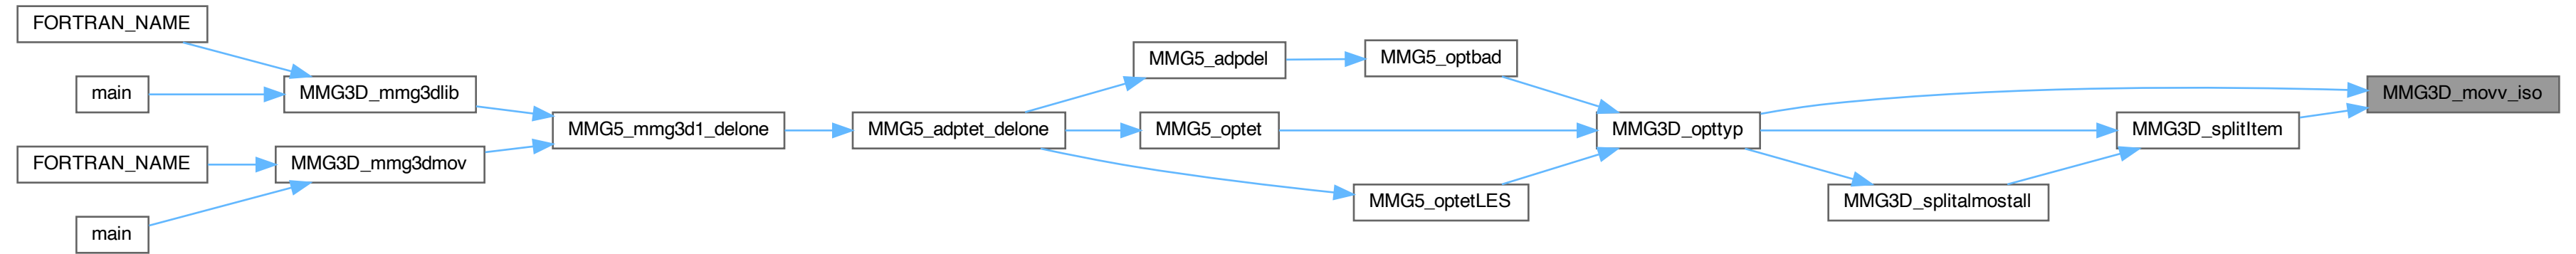 FORTRAN_NAME
main
MMG3D_mmg3dlib
FORTRAN_NAME
main
MMG3D_mmg3dmov
MMG5_mmg3d1_delone
MMG5_adptet_delone
MMG5_adpdel
MMG5_optet
MMG5_optbad
MMG5_optetLES
MMG3D_opttyp
MMG3D_splitalmostall
MMG3D_splitItem
MMG3D_movv_iso